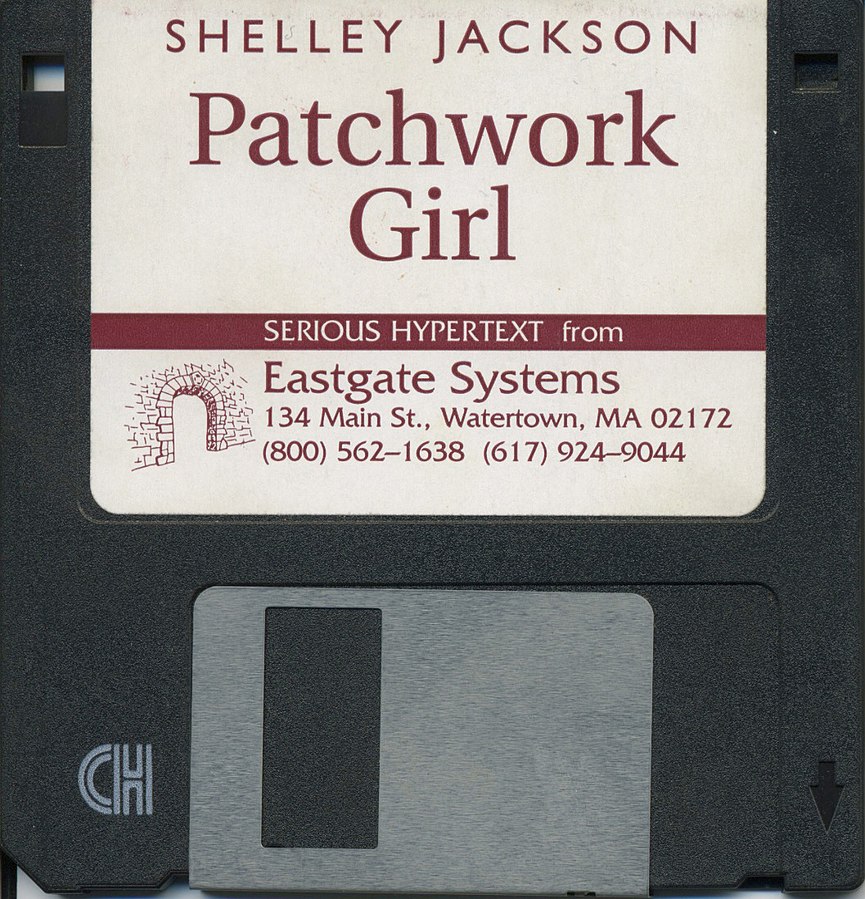 SHELLEY JACKSON
Patchwork
Girl
SERIOUS HYPERTEXT from
Eastgate Systems
134 Main St., Watertown, MA 02172
(800) 562–1638 (617) 924–9044
CH